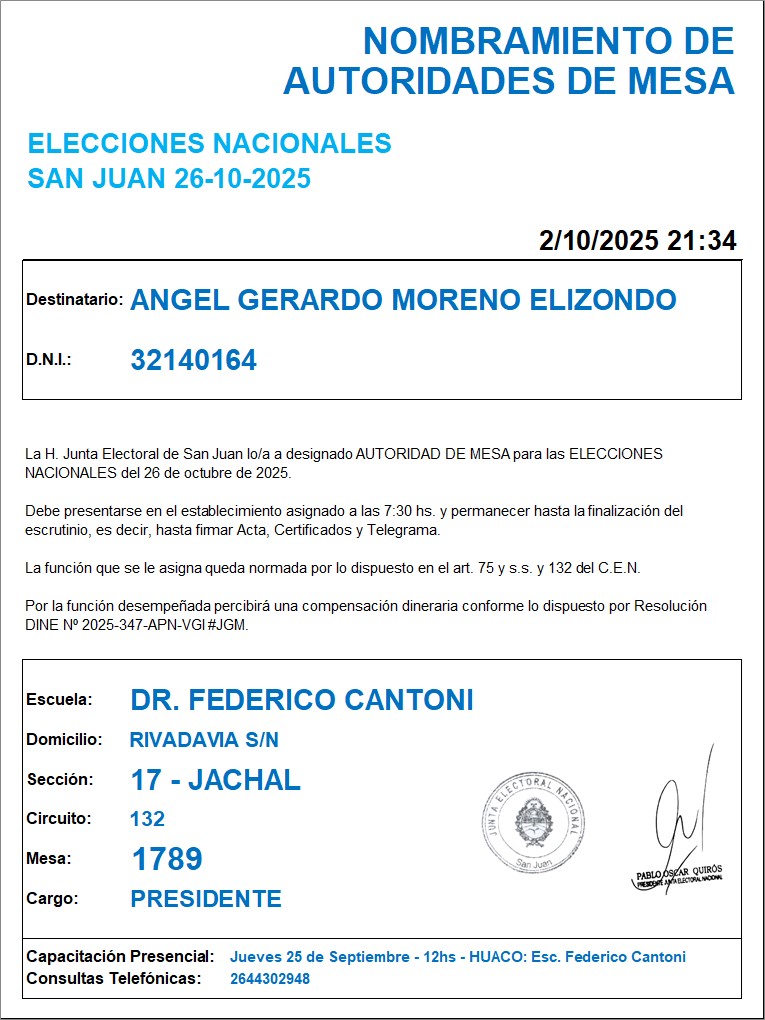 NOMBRAMIENTO DE
AUTORIDADES DE MESA
ELECCIONES NACIONALES
SAN JUAN 26-10-2025
2/10/2025 21:34
Destinatario: ANGEL GERARDO MORENO ELIZONDO
D.N.I.: 32140164
La H. Junta Electoral de San Juan lo/a a designado AUTORIDAD DE MESA para las ELECCIONES
NACIONALES del 26 de octubre de 2025.
Debe presentarse en el establecimiento asignado a las 7:30 hs. y permanecer hasta la finalización del
escrutinio, es decir, hasta firmar Acta, Certificados y Telegrama.
La función que se le asigna queda normada por lo dispuesto en el art. 75 y s.s. y 132 del C.E.N.
Por la función desempeñada percibirá una compensación dineraria conforme lo dispuesto por Resolución
DINE Nº 2025-347-APN-VGI#JGM.
Escuela: DR. FEDERICO CANTONI
Domicilio: RIVADAVIA S/N
Sección: 17 - JACHAL
Circuito: 132
Mesa: 1789
Cargo: PRESIDENTE
JUNTA ELECTORAL NACIONAL
San Juan
PABLO OSCAR QUIRÓS
PRESIDENTE JUNTA ELECTORAL NACIONAL
Capacitación Presencial: Jueves 25 de Septiembre - 12hs - HUACO: Esc. Federico Cantoni
Consultas Telefónicas: 2644302948